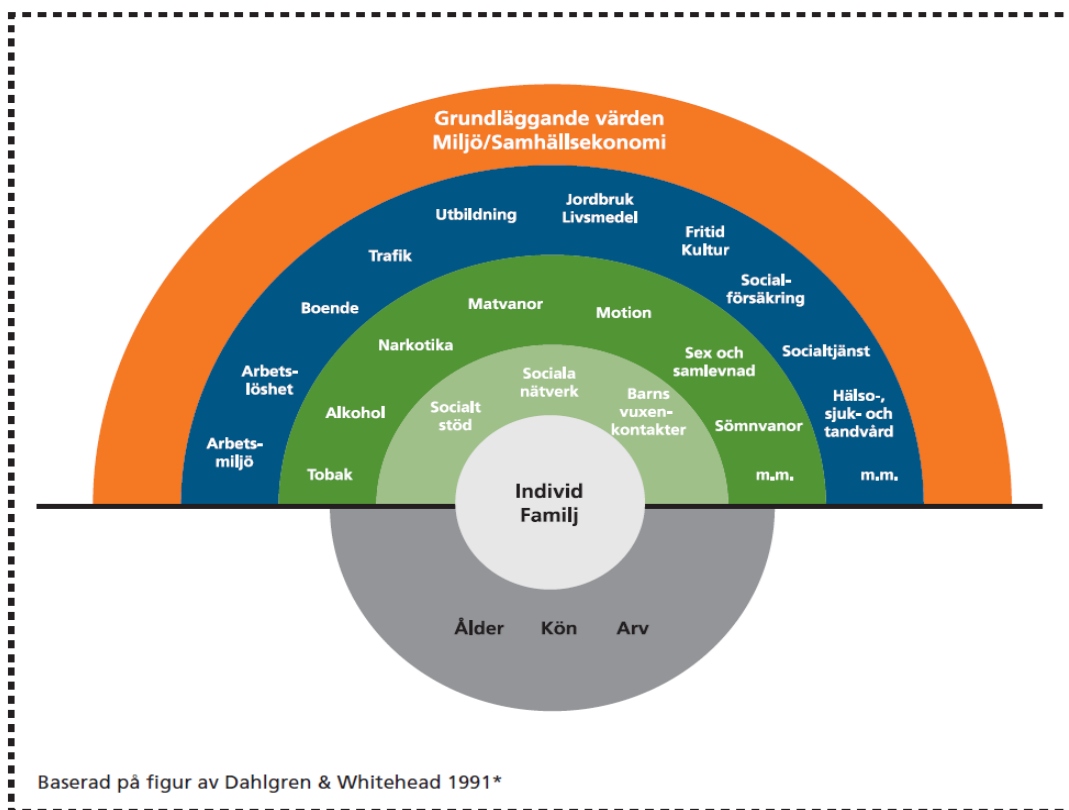 Grundläggande värden
Miljö/Samhällsekonomi
Utbildning
Jordbruk
Livsmedel
Fritid
Kultur
Trafik
Social-
försäkring
Boende
Socialtjänst
Arbets-
löshet
Hälso-,
sjuk- och
tandvård
Arbets-
miljö
m.m.
Matvanor
Motion
Narkotika
Sex och
samlevnad
Alkohol
Sömnvanor
Tobak
m.m.
Sociala
nätverk
Socialt
stöd
Barns
vuxen-
kontakter
Individ
Familj
Ålder Kön Arv
Baserad på figur av Dahlgren & Whitehead 1991*